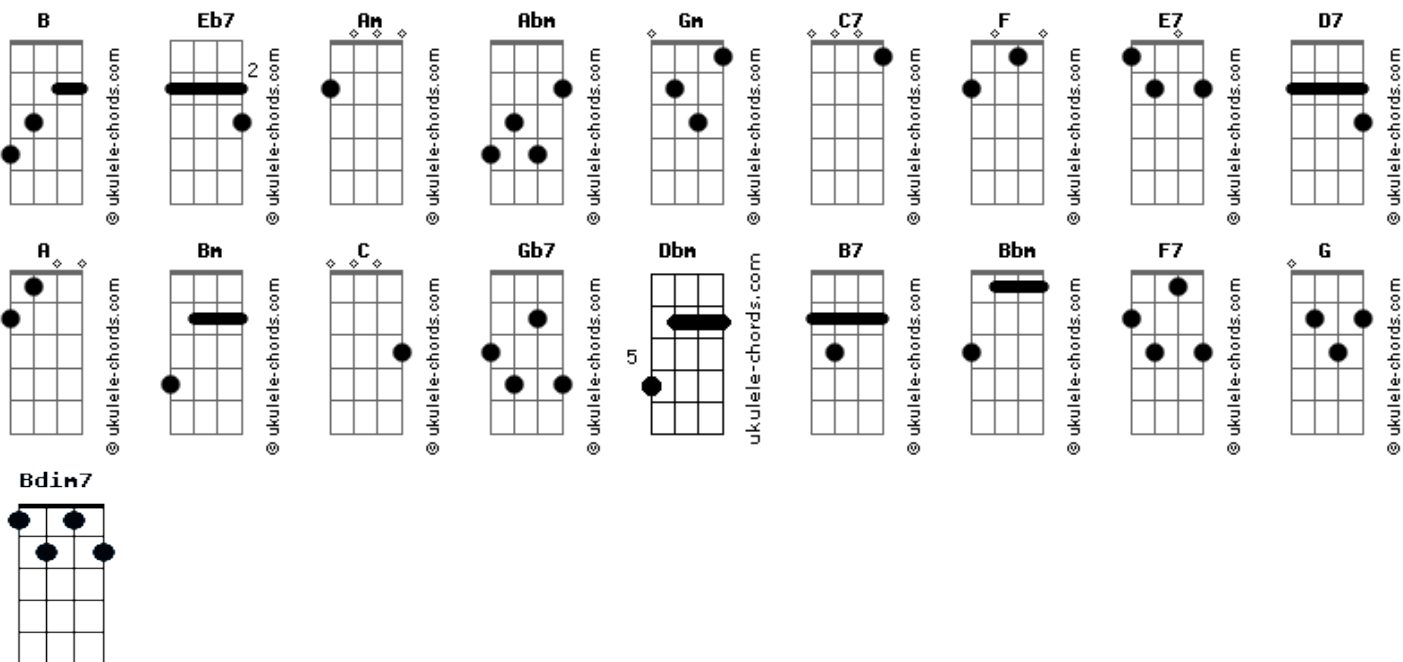 B Eb7 Am Abm Gm C7 F E7 D7
2
© ukulele-chords.com © ukulele-chords.com © ukulele-chords.com © ukulele-chords.com © ukulele-chords.com © ukulele-chords.com © ukulele-chords.com © ukulele-chords.com © ukulele-chords.com
A Bm C Gb7 Dbm B7 Bbm F7 G
5
© ukulele-chords.com © ukulele-chords.com © ukulele-chords.com © ukulele-chords.com ukulele-chords.com © ukulele-chords.com © ukulele-chords.com © ukulele-chords.com © ukulele-chords.com
Bdim7